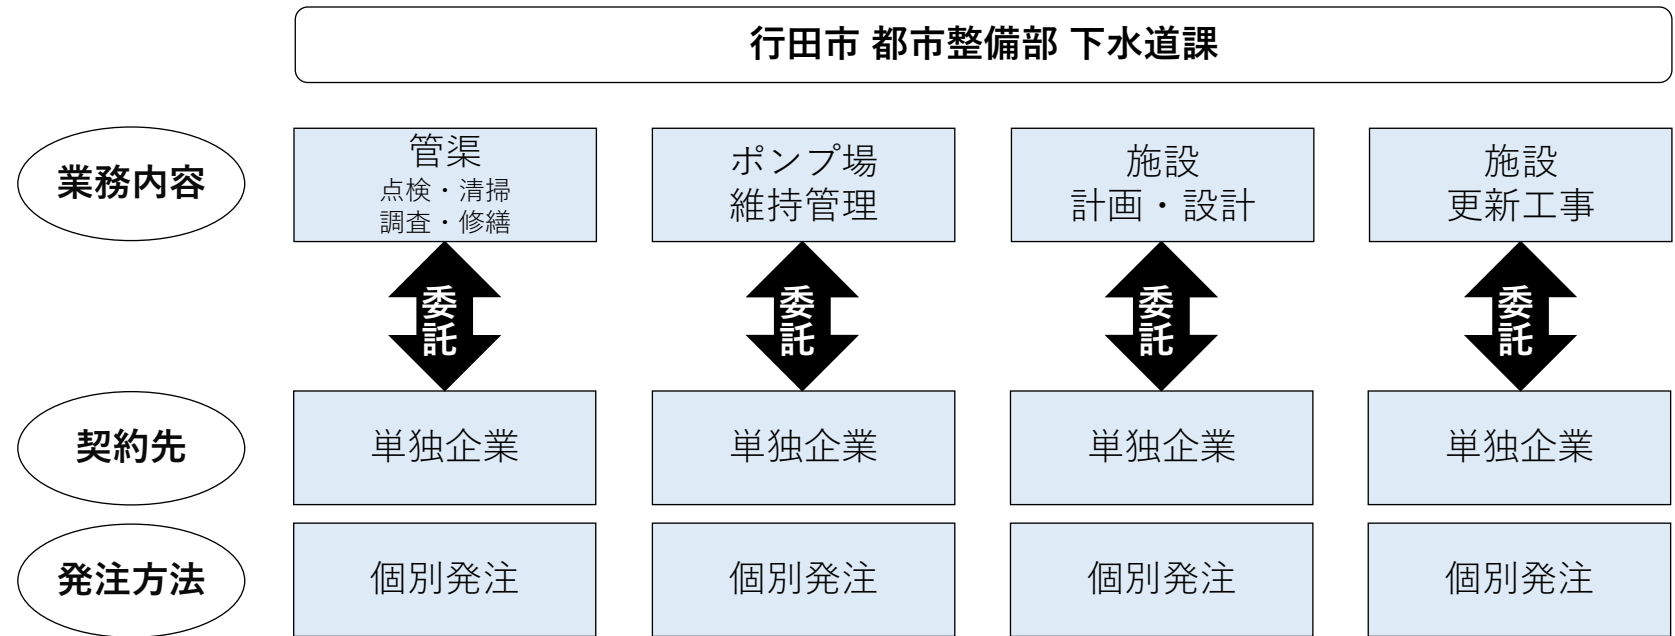 行田市 都市整備部 下水道課
業務内容
管渠
点検・清掃
調査・修繕
ポンプ場
維持管理
施設
計画・設計
施設
更新工事
委託
委託
委託
委託
契約先
単独企業
単独企業
単独企業
単独企業
発注方法
個別発注
個別発注
個別発注
個別発注